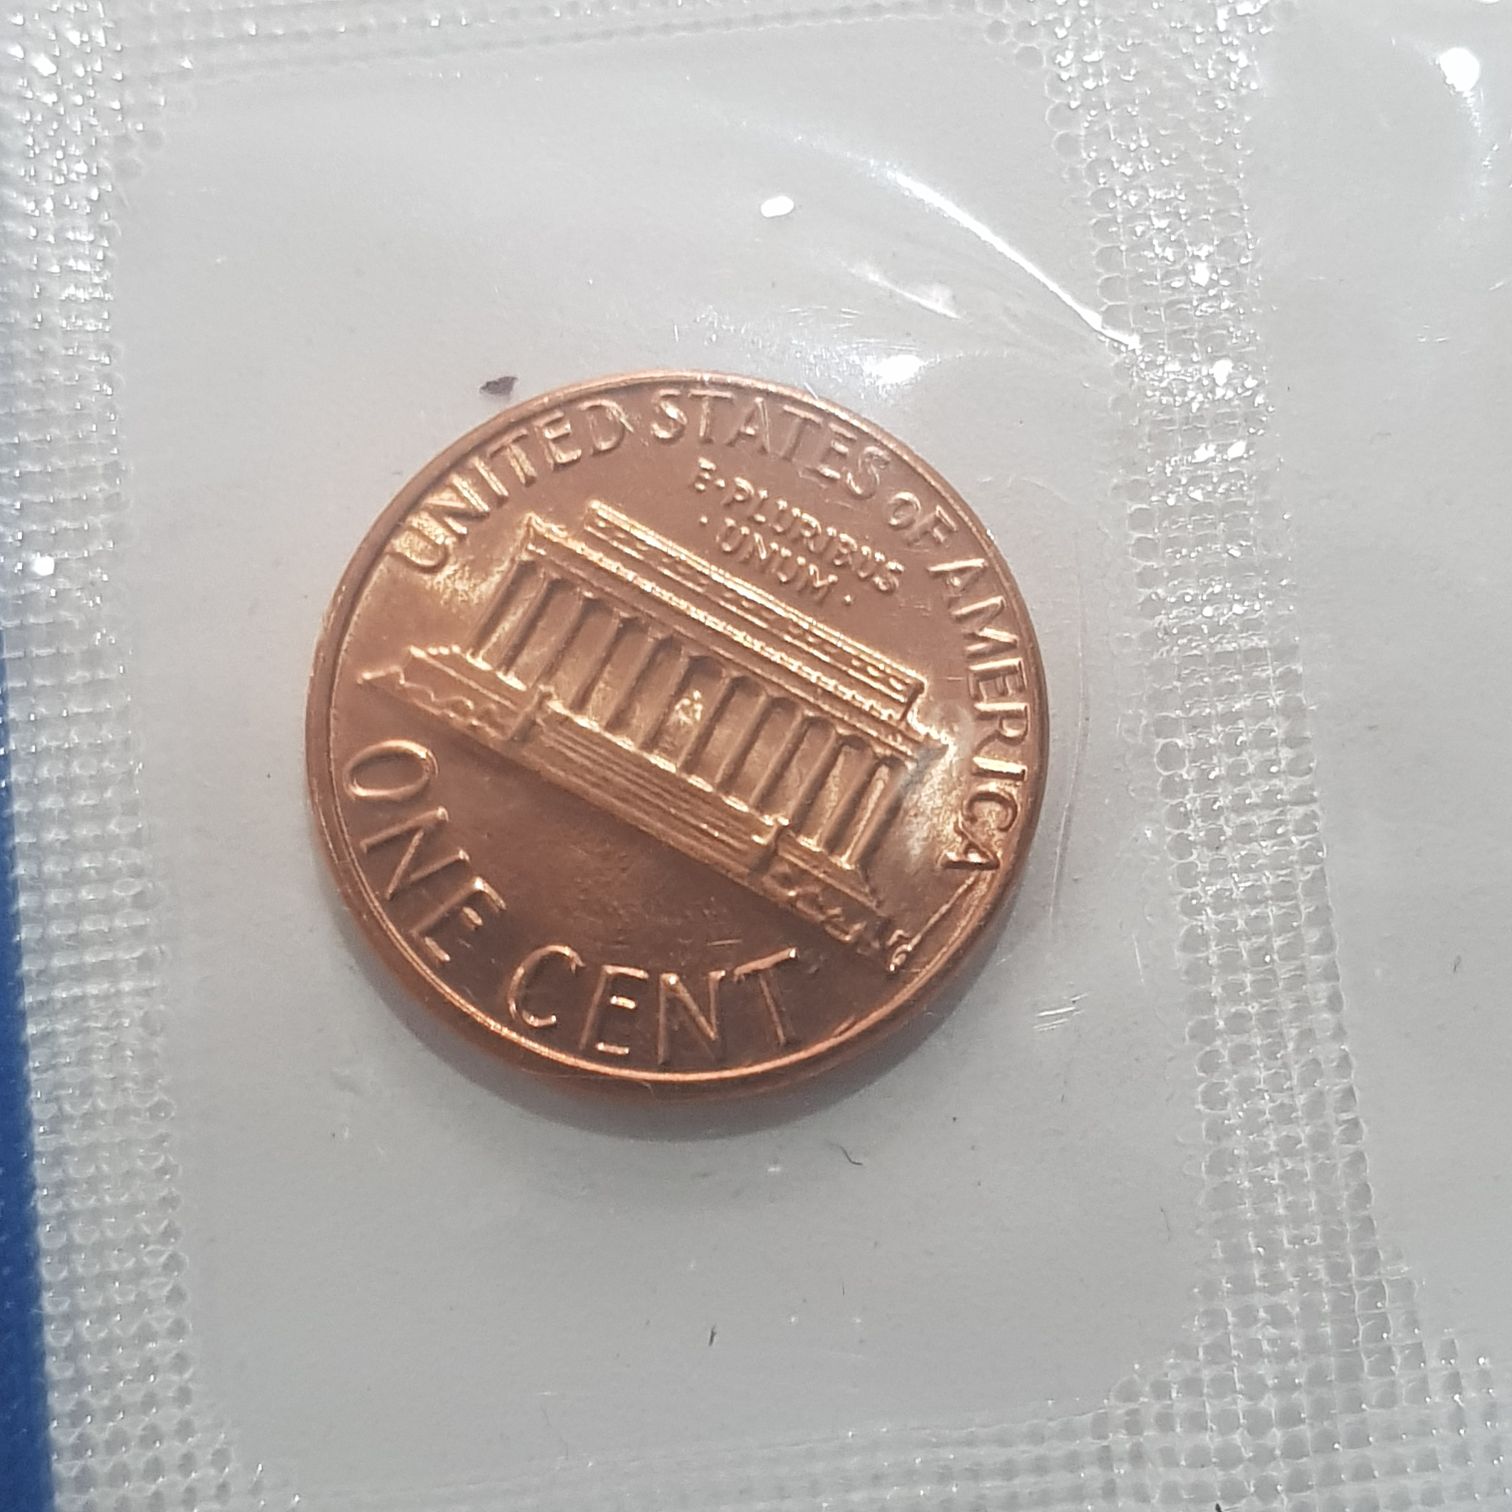 UNITED STATES OF AMERICA
E·PLURIBUS
·UNUM·
ONE CENT